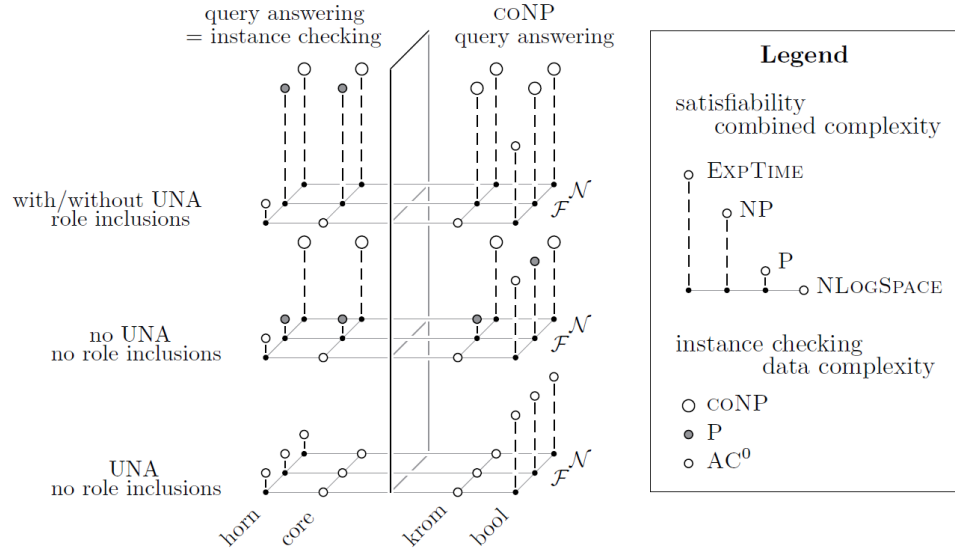 query answering
= instance checking
coNP
query answering
with/without UNA
role inclusions
𝒩
ℱ
no UNA
no role inclusions
𝒩
ℱ
UNA
no role inclusions
𝒩
ℱ
horn
core
krom
bool
Legend
satisfiability
combined complexity
ExpTime
NP
P
NLogSpace
instance checking
data complexity
coNP
P
AC⁰